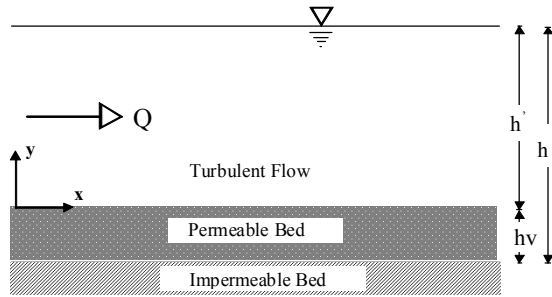 Q
h'
h
y
Turbulent Flow
x
Permeable Bed
hv
Impermeable Bed